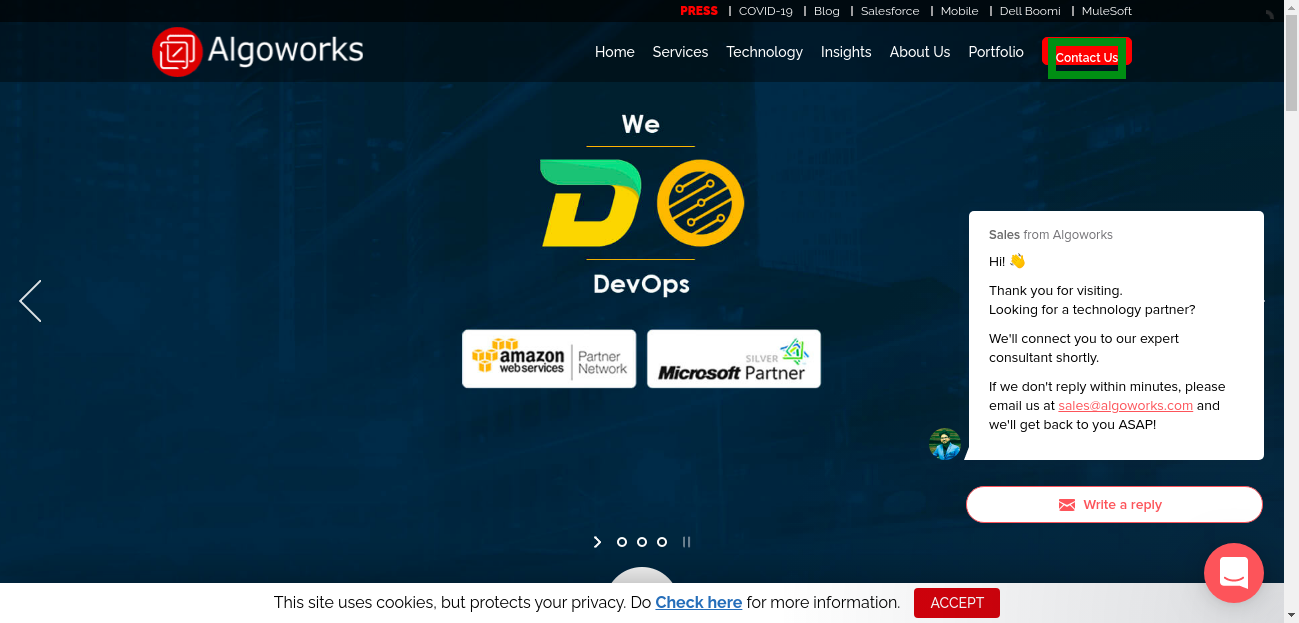 PRESS | COVID-19 | Blog | Salesforce | Mobile | Dell Boomi | MuleSoft
Algoworks
Home Services Technology Insights About Us Portfolio Contact Us
We
DO
DevOps
amazon web services | Partner Network
SILVER Microsoft Partner
Sales from Algoworks
Hi! 👋
Thank you for visiting.
Looking for a technology partner?
We'll connect you to our expert
consultant shortly.
If we don't reply within minutes, please
email us at sales@algoworks.com and
we'll get back to you ASAP!
Write a reply
This site uses cookies, but protects your privacy. Do Check here for more information. ACCEPT